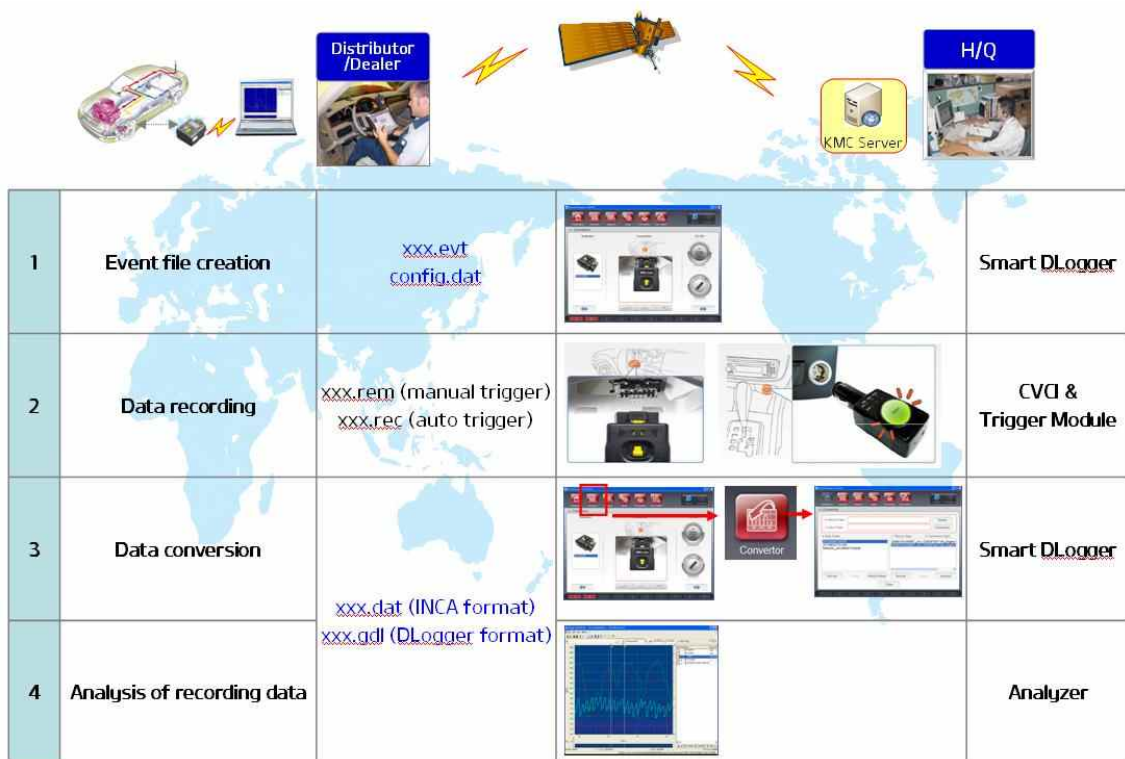 Distributor
/Dealer
H/Q
KMC Server
1
Event file creation
xxx.evt
config.dat
Smart DLogger
2
Data recording
xxx.rem (manual trigger)
xxx.rec (auto trigger)
CVCI &
Trigger Module
3
Data conversion
Convertor
Smart DLogger
xxx.dat (INCA format)
xxx.gdl (DLogger format)
4
Analysis of recording data
Analyzer